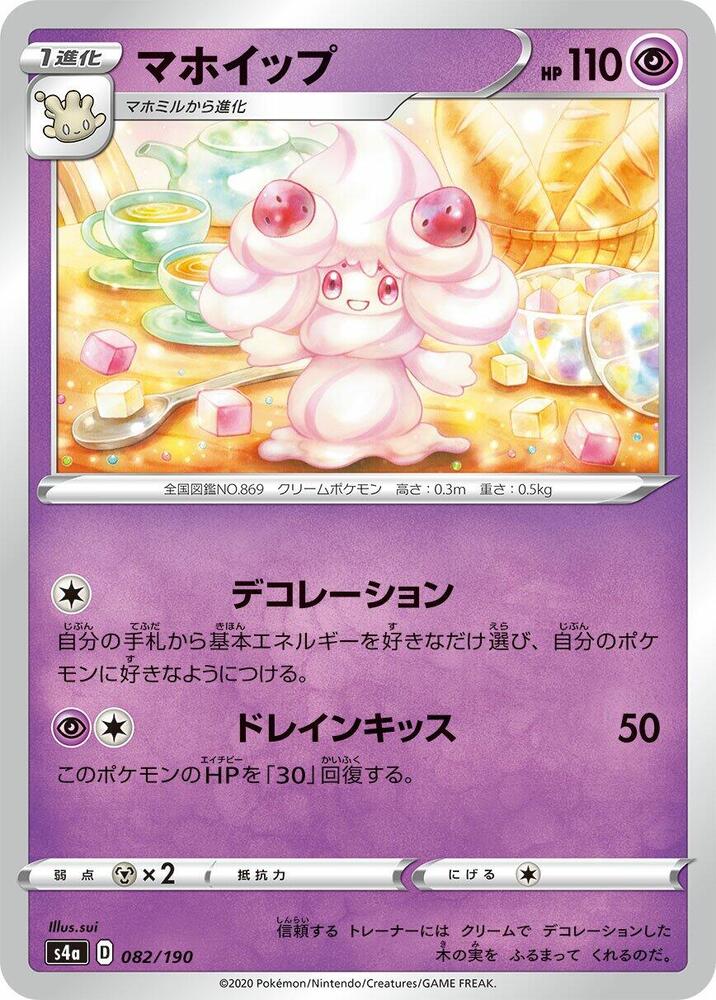 1進化
マホイップ
HP 110
マホミルから進化
全国図鑑NO.869 クリームポケモン 高さ:0.3m 重さ:0.5kg
デコレーション
自分の手札から基本エネルギーを好きなだけ選び、自分のポケ
モンに好きなようにつける。
ドレインキッス 50
このポケモンのHPを「30」回復する。
弱点 ×2 抵抗力 にげる
Illus.sui
s4a D 082/190
信頼する トレーナーには クリームで デコレーションした
木の実を ふるまって くれるのだ。
©2020 Pokémon/Nintendo/Creatures/GAME FREAK.